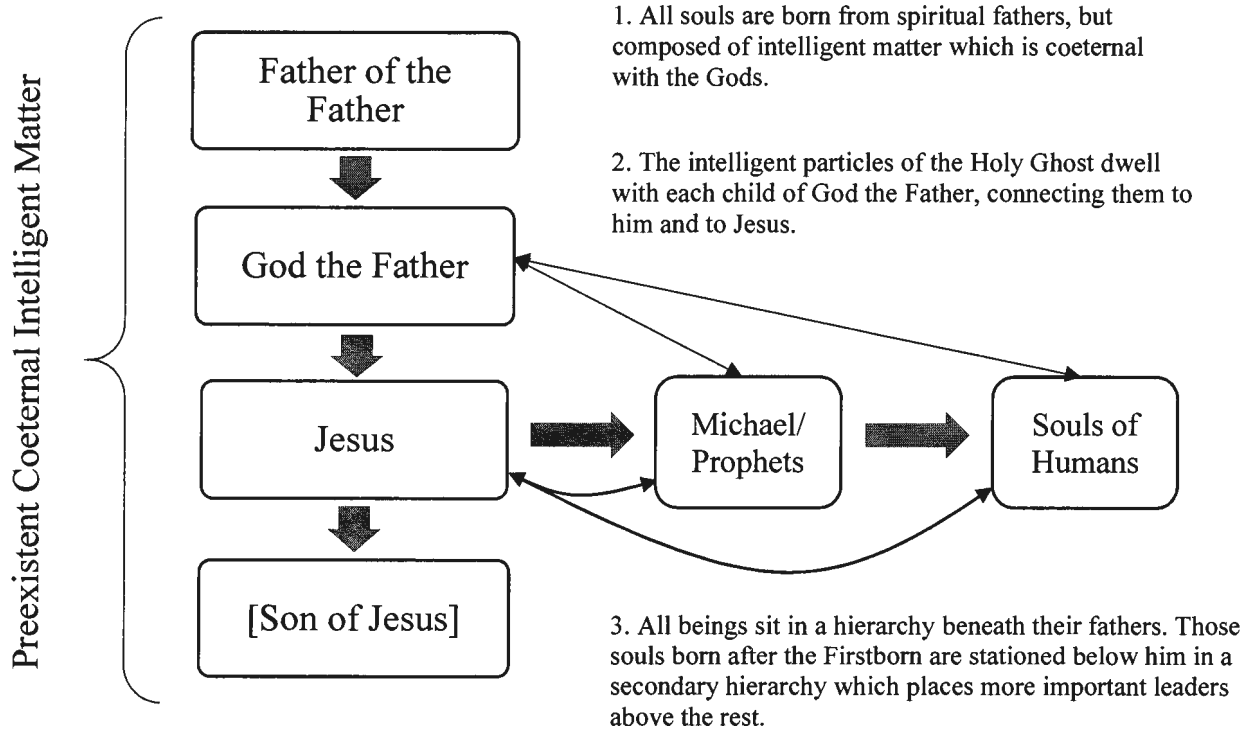 Preexistent Coeternal Intelligent Matter
Father of the
Father
God the Father
Jesus
[Son of Jesus]
Michael/
Prophets
Souls of
Humans
1. All souls are born from spiritual fathers, but
composed of intelligent matter which is coeternal
with the Gods.
2. The intelligent particles of the Holy Ghost dwell
with each child of God the Father, connecting them to
him and to Jesus.
3. All beings sit in a hierarchy beneath their fathers. Those
souls born after the Firstborn are stationed below him in a
secondary hierarchy which places more important leaders
above the rest.